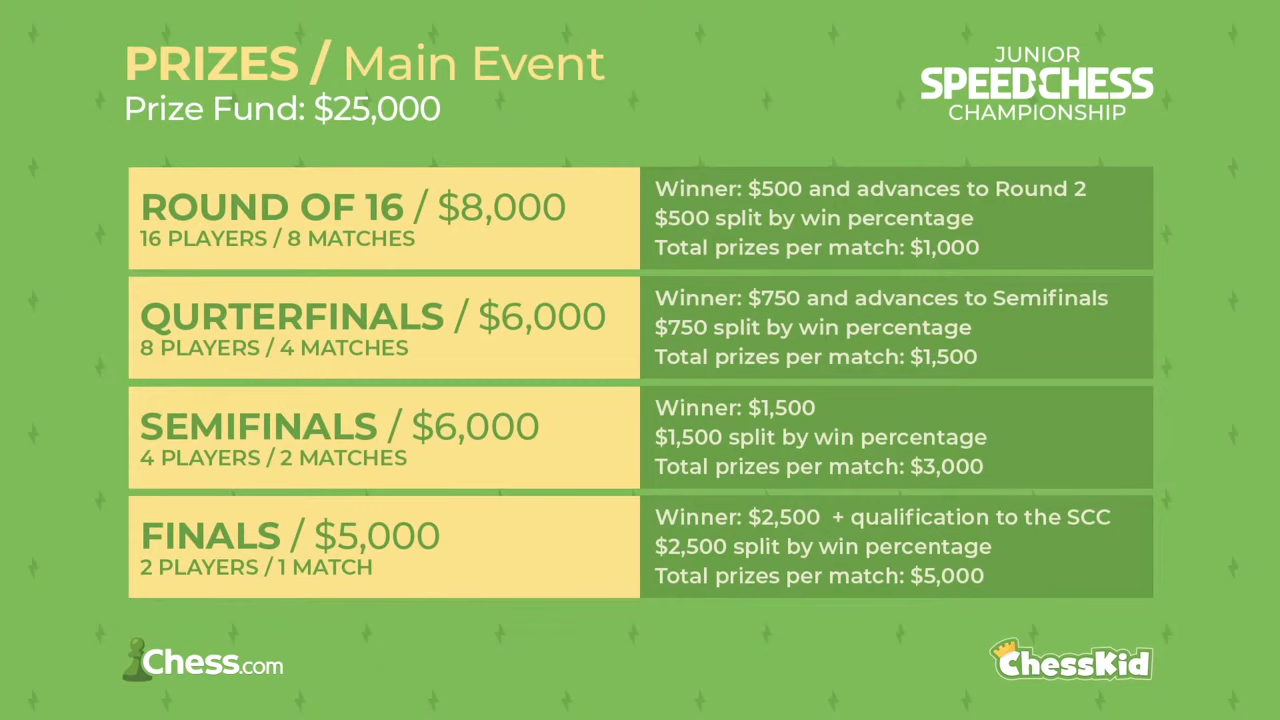 PRIZES / Main Event
Prize Fund: $25,000
JUNIOR
SPEED CHESS
CHAMPIONSHIP
ROUND OF 16 / $8,000
16 PLAYERS / 8 MATCHES
Winner: $500 and advances to Round 2
$500 split by win percentage
Total prizes per match: $1,000
QURTERFINALS / $6,000
8 PLAYERS / 4 MATCHES
Winner: $750 and advances to Semifinals
$750 split by win percentage
Total prizes per match: $1,500
SEMIFINALS / $6,000
4 PLAYERS / 2 MATCHES
Winner: $1,500
$1,500 split by win percentage
Total prizes per match: $3,000
FINALS / $5,000
2 PLAYERS / 1 MATCH
Winner: $2,500 + qualification to the SCC
$2,500 split by win percentage
Total prizes per match: $5,000
Chess.com
ChessKid